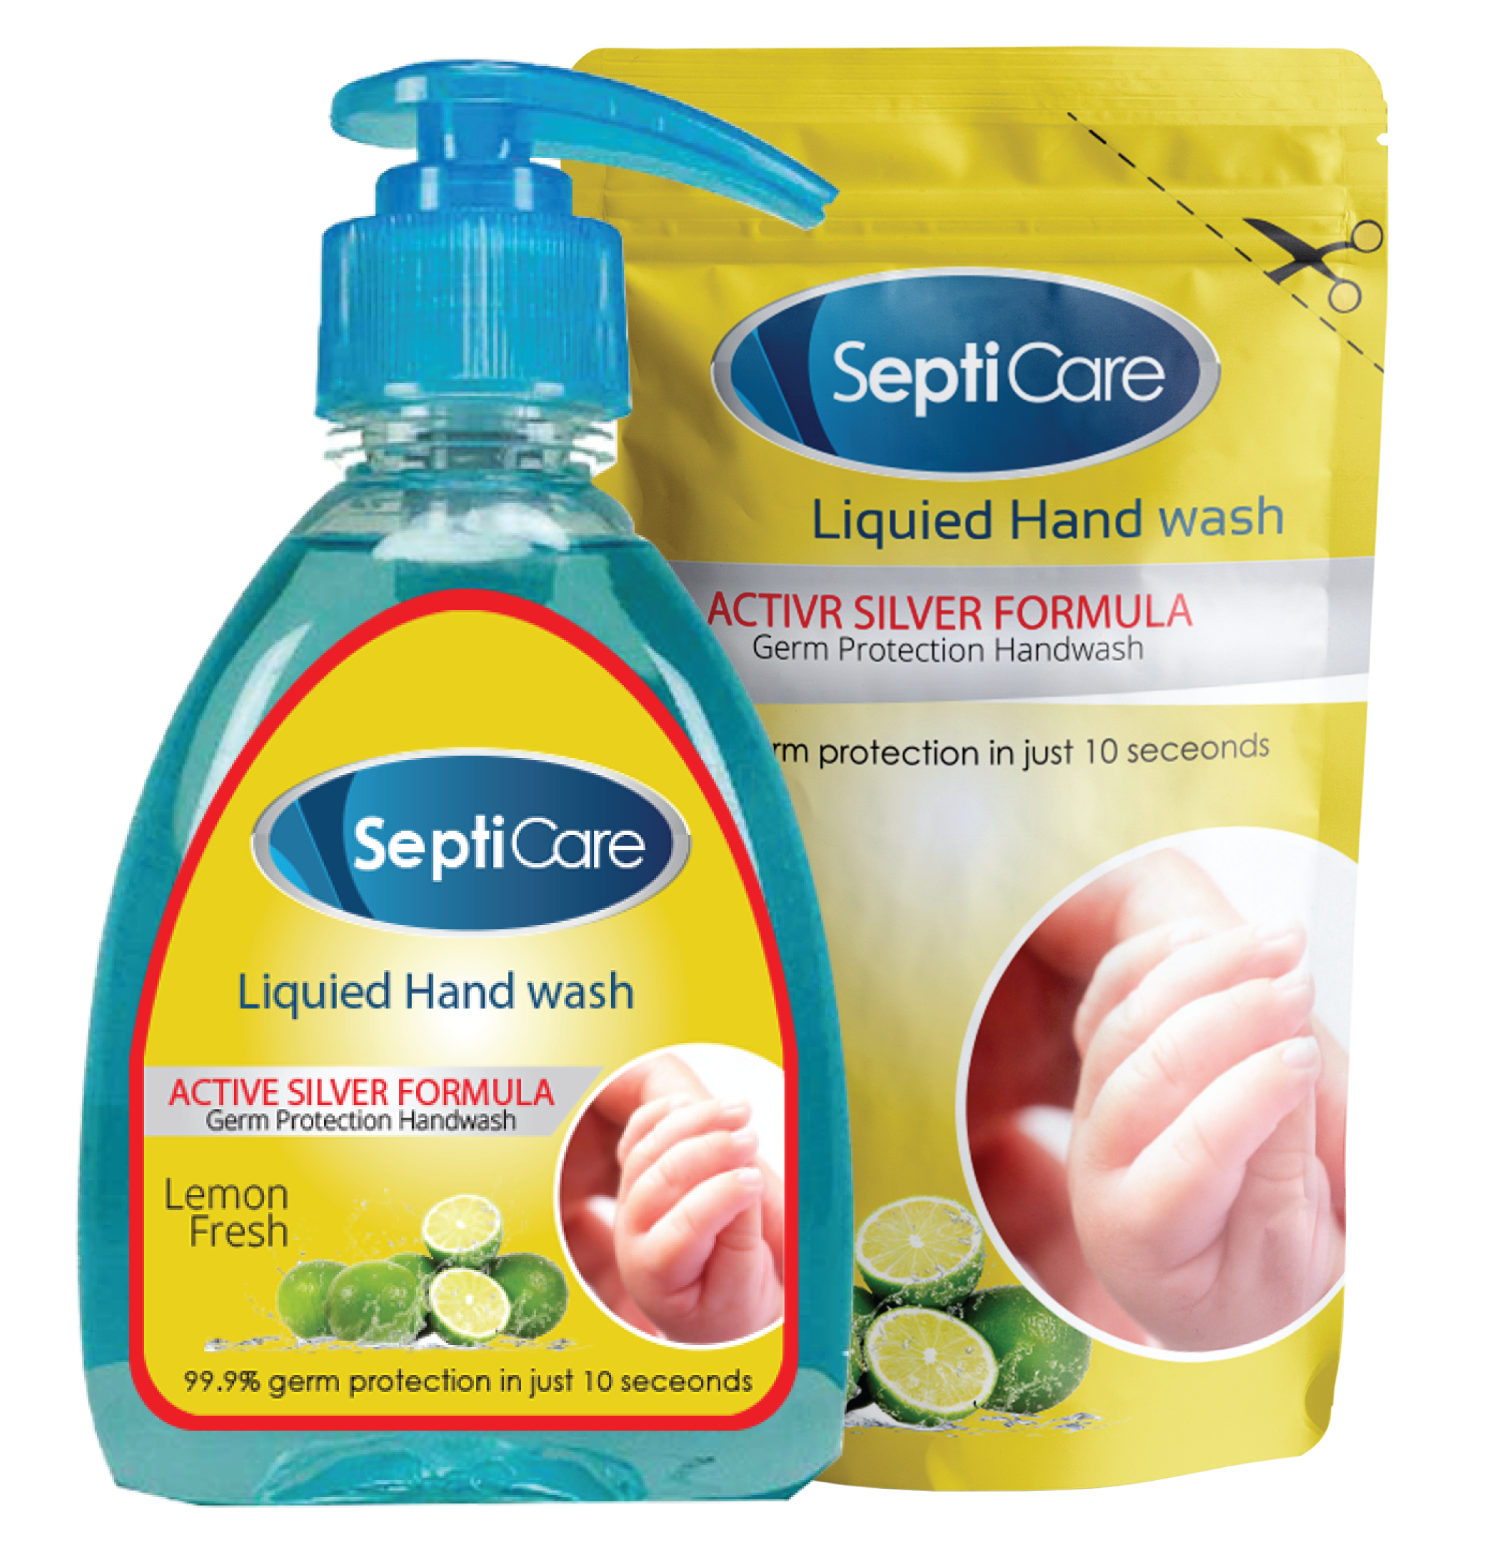 SeptiCare
Liquied Hand wash
ACTIVR SILVER FORMULA
Germ Protection Handwash
protection in just 10 seceonds
SeptiCare
Liquied Hand wash
ACTIVE SILVER FORMULA
Germ Protection Handwash
Lemon
Fresh
99.9% germ protection in just 10 seceonds